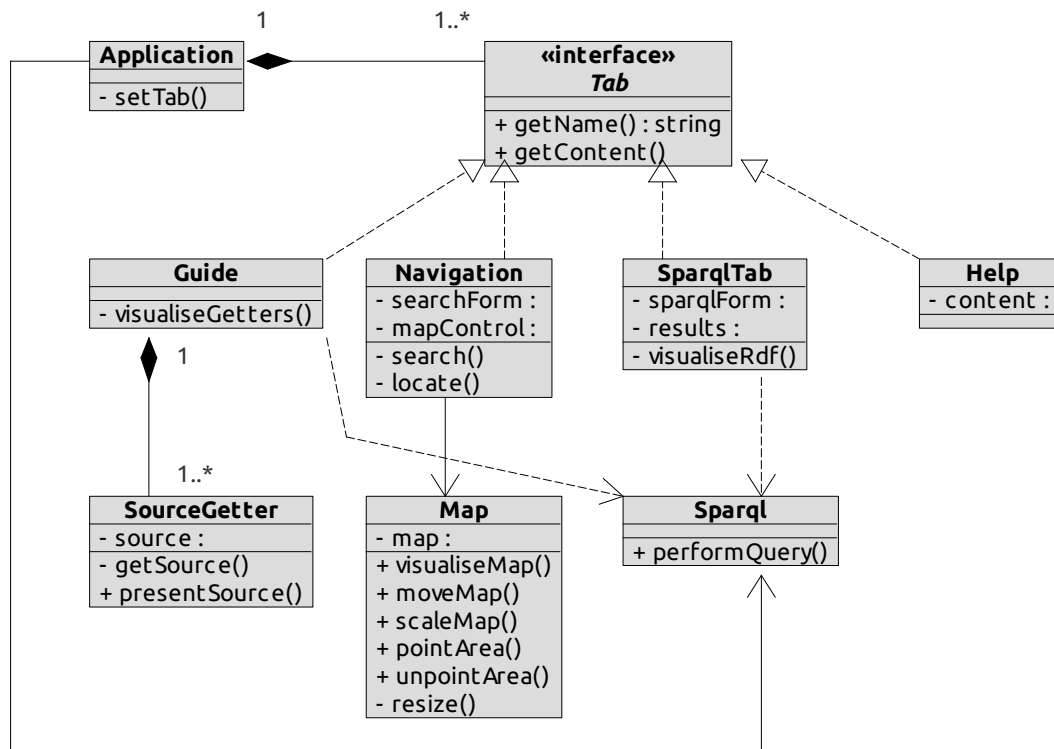 1
1..*
Application
- setTab()
«interface»
Tab
+ getName() : string
+ getContent()
Guide
- visualiseGetters()
Navigation
- searchForm :
- mapControl :
- search()
- locate()
SparqlTab
- sparqlForm :
- results :
- visualiseRdf()
Help
- content :
1
1..*
SourceGetter
- source :
- getSource()
+ presentSource()
Map
- map :
+ visualiseMap()
+ moveMap()
+ scaleMap()
+ pointArea()
+ unpointArea()
- resize()
Sparql
+ performQuery()